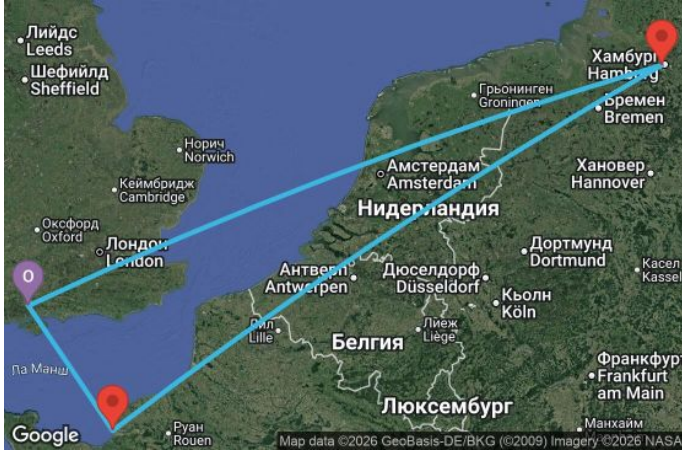 Лийдс
Leeds
Шефийлд
Sheffield
Хамбург
Hamburg
Грьонинген
Groningen
Бремен
Bremen
Норич
Norwich
Амстердам
Amsterdam
Хановер
Hannover
Кеймбридж
Cambridge
Нидерландия
Оксфорд
Oxford
Лондон
London
Дортмунд
Dortmund
O
Антверп
Antwerpen
Дюселдорф
Düsseldorf
Касел
Kassel
Кьолн
Köln
Лил
Lille
Лиеж
Liège
Белгия
Ла Манш
Франкфурт
Frankfurt
am Main
Люксембург
Руан
Rouen
Манхайм
Google
Map data ©2026 GeoBasis-DE/BKG (©2009) Imagery ©2026 NASA